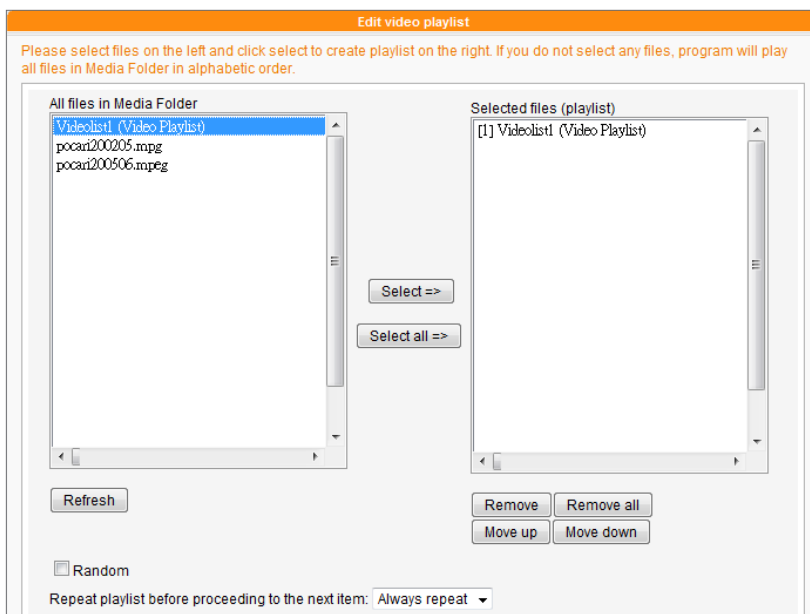 Edit video playlist
Please select files on the left and click select to create playlist on the right. If you do not select any files, program will play
all files in Media Folder in alphabetic order.
All files in Media Folder
Videolist1 (Video Playlist)
pocari200205.mpg
pocari200506.mpeg
Select =>
Select all =>
Refresh
Selected files (playlist)
[1] Videolist1 (Video Playlist)
Remove
Remove all
Move up
Move down
Random
Repeat playlist before proceeding to the next item: Always repeat